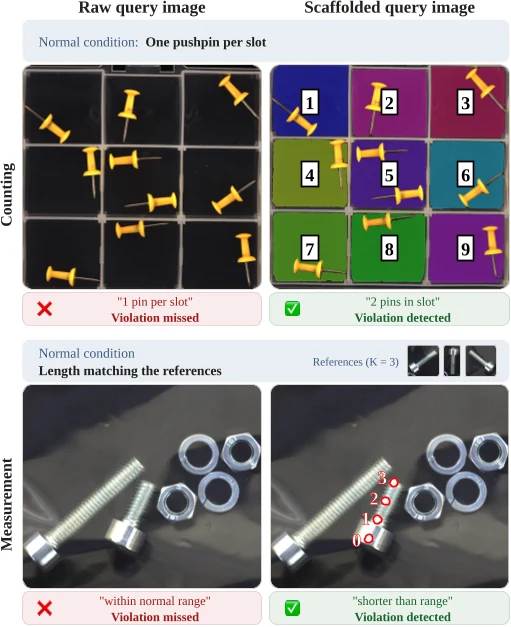 Raw query image
Scaffolded query image
Normal condition: One pushpin per slot
Counting
1 2 3
4 5 6
7 8 9
"1 pin per slot"
Violation missed
"2 pins in slot"
Violation detected
Normal condition
Length matching the references
References (K = 3)
Measurement
3
2
1
0
"within normal range"
Violation missed
"shorter than range"
Violation detected